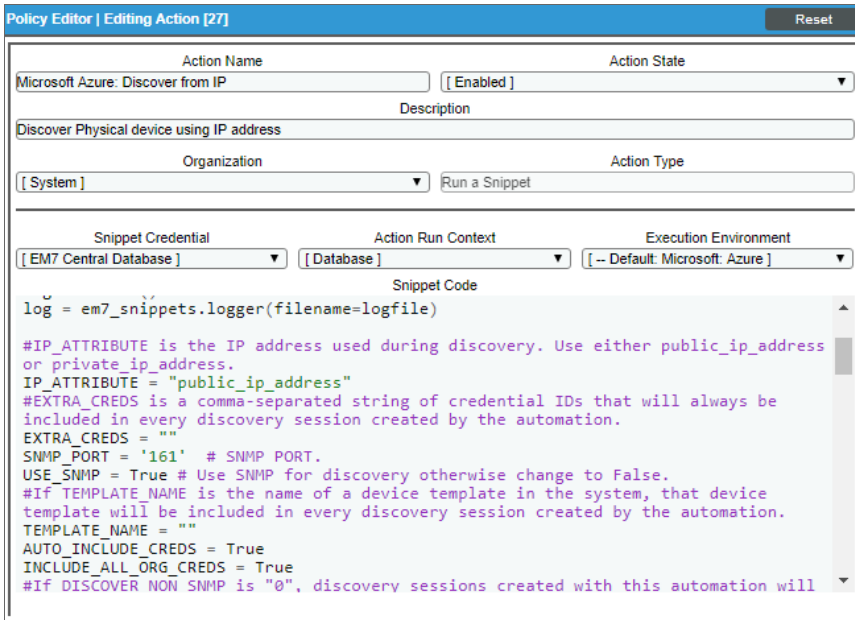 Policy Editor | Editing Action [27]
Reset
Action Name
Action State
Microsoft Azure: Discover from IP
[ Enabled ]
Description
Discover Physical device using IP address
Organization
Action Type
[ System ]
Run a Snippet
Snippet Credential
Action Run Context
Execution Environment
[ EM7 Central Database ]
[ Database ]
[ -- Default: Microsoft: Azure ]
Snippet Code
log = em7_snippets.logger(filename=logfile)
#IP_ATTRIBUTE is the IP address used during discovery. Use either public_ip_address
or private_ip_address.
IP_ATTRIBUTE = "public_ip_address"
#EXTRA_CREDS is a comma-separated string of credential IDs that will always be
included in every discovery session created by the automation.
EXTRA_CREDS = ""
SNMP_PORT = '161'  # SNMP PORT.
USE_SNMP = True # Use SNMP for discovery otherwise change to False.
#If TEMPLATE_NAME is the name of a device template in the system, that device
template will be included in every discovery session created by the automation.
TEMPLATE_NAME = ""
AUTO_INCLUDE_CREDS = True
INCLUDE_ALL_ORG_CREDS = True
#If DISCOVER NON SNMP is "0", discovery sessions created with this automation will